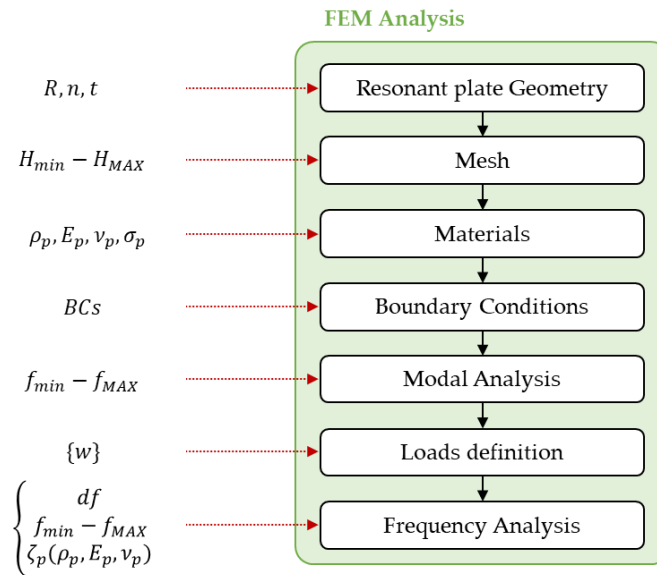 FEM Analysis
R, n, t
Resonant plate Geometry
H_min − H_MAX
Mesh
ρ_p, E_p, ν_p, σ_p
Materials
BCs
Boundary Conditions
f_min − f_MAX
Modal Analysis
{w}
Loads definition
df
f_min − f_MAX
ζ_p(ρ_p, E_p, ν_p)
Frequency Analysis